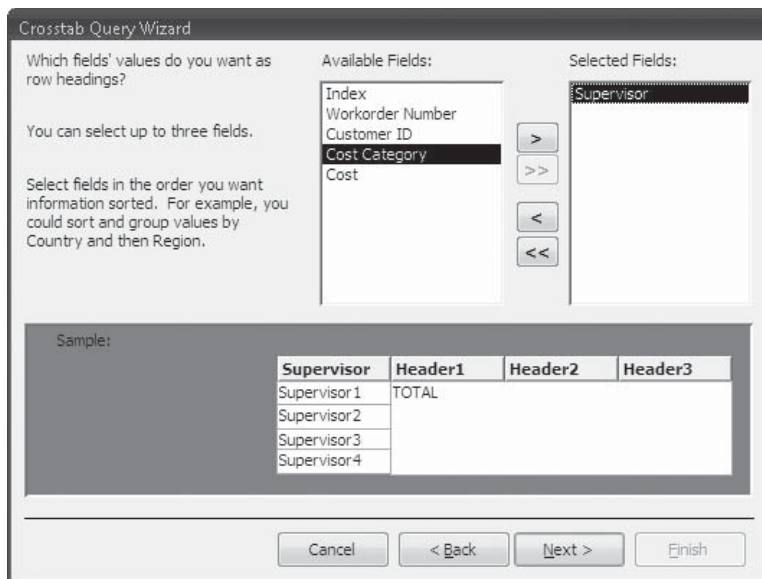 Crosstab Query Wizard
Which fields' values do you want as
row headings?
You can select up to three fields.
Select fields in the order you want
information sorted. For example, you
could sort and group values by
Country and then Region.
Available Fields:
Index
Workorder Number
Customer ID
Cost Category
Cost
>
>>
<
<<
Selected Fields:
Supervisor
Sample:
Supervisor Header1 Header2 Header3
Supervisor1 TOTAL
Supervisor2
Supervisor3
Supervisor4
Cancel < Back Next > Finish